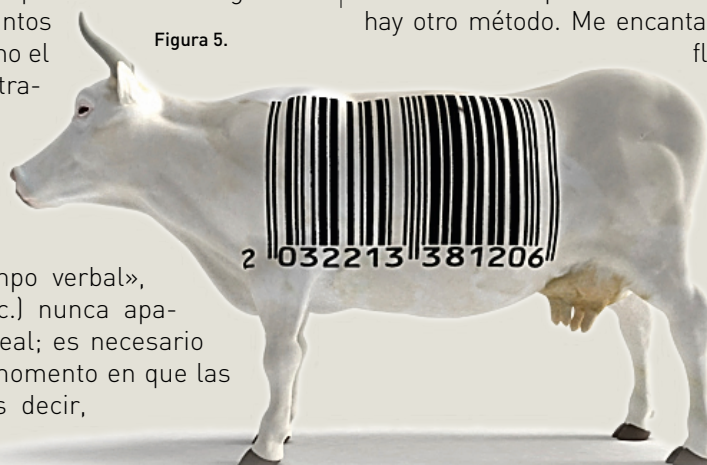 ntos
no el
tra-
Figura 5.
hay otro método. Me encanta
fl
2 032213 381206
mpo verbal»,
c.) nunca apa-
eal; es necesario
momento en que las
s decir,